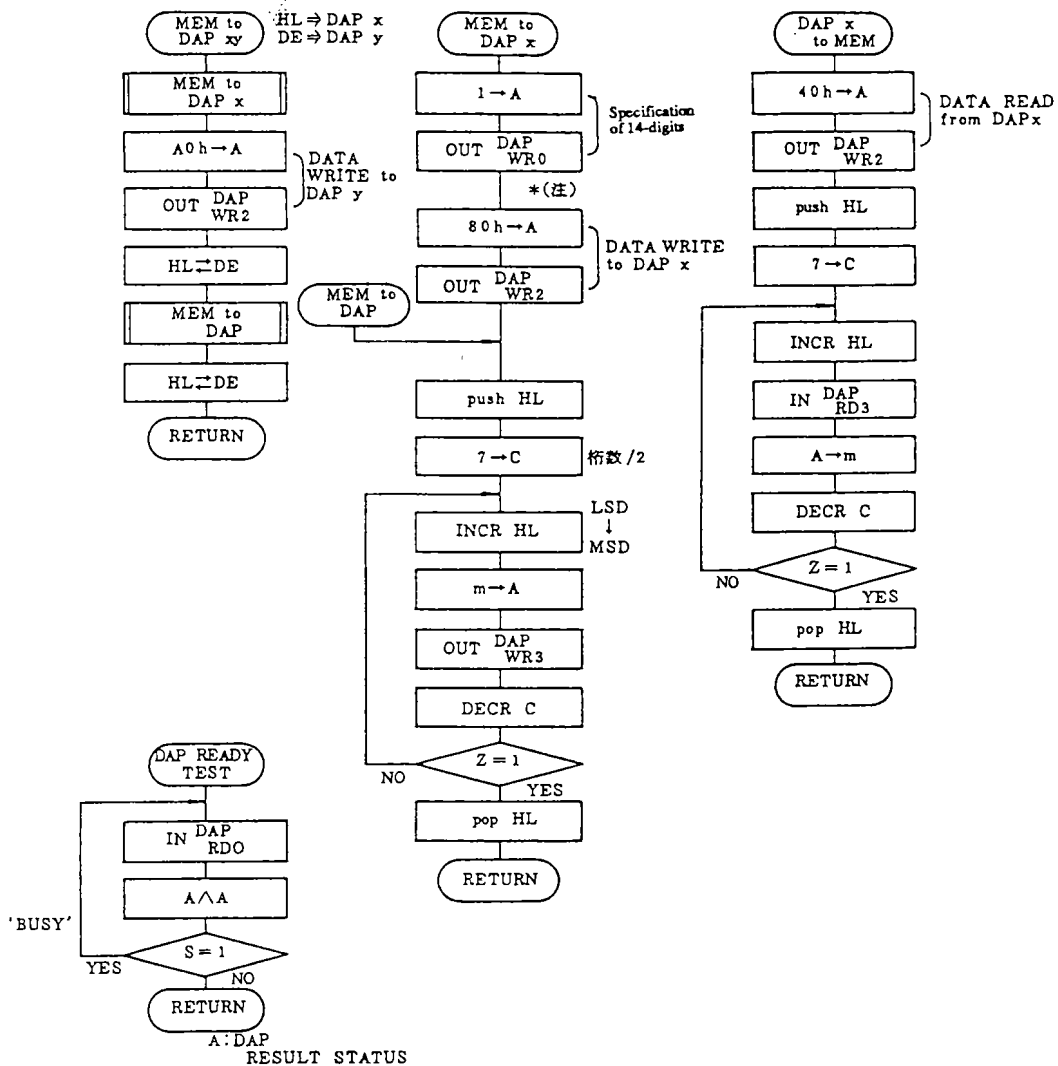 MEM to
DAP xy
HL⇒DAP x
DE⇒DAP y
MEM to
DAP x
A0h→A
OUT DAP
WR2
DATA
WRITE to
DAP y
HL⇄DE
MEM to
DAP
HL⇄DE
RETURN
MEM to
DAP x
1→A
OUT DAP
WR0
Specification
of 14-digits
*(注)
80h→A
OUT DAP
WR2
DATA WRITE
to DAP x
MEM to
DAP
push HL
7→C
桁数/2
INCR HL
LSD
↓
MSD
m→A
OUT DAP
WR3
DECR C
Z=1
NO
YES
pop HL
RETURN
DAP x
to MEM
40h→A
OUT DAP
WR2
DATA READ
from DAPx
push HL
7→C
INCR HL
IN DAP
RD3
A→m
DECR C
Z=1
NO
YES
pop HL
RETURN
DAP READY
TEST
IN DAP
RDO
A∧A
'BUSY'
S=1
YES
NO
RETURN
A:DAP
RESULT STATUS